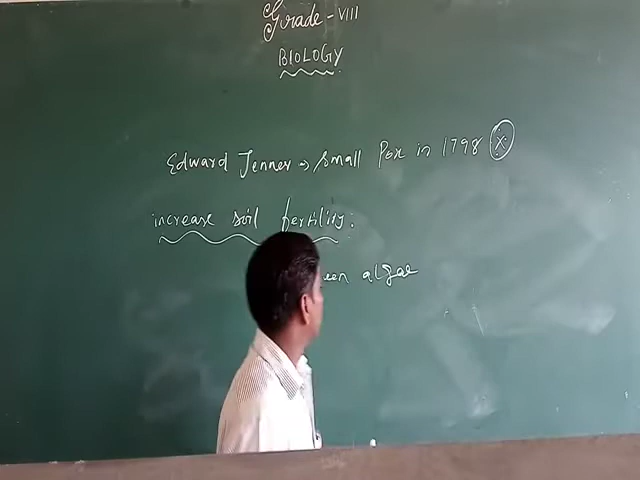 Grade-VIII
BIOLOGY
Edward Jenner → Small Pox in 1798 (x)
increase soil fertility:
een algae